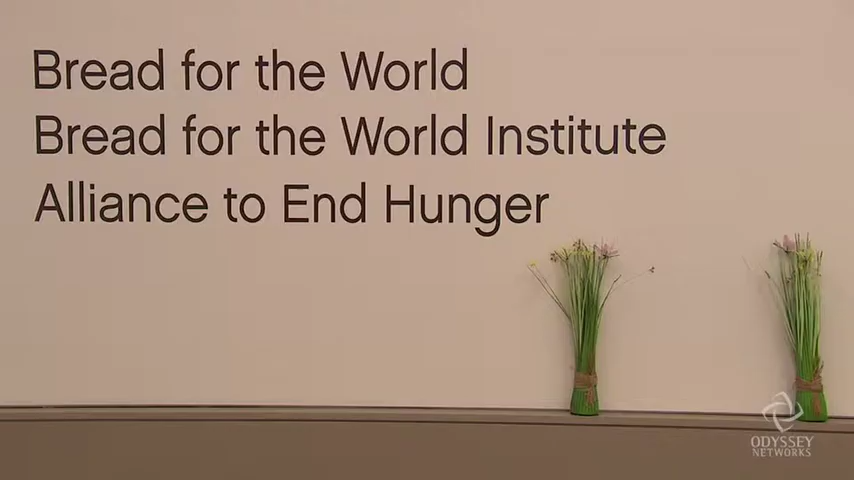 Bread for the World
Bread for the World Institute
Alliance to End Hunger
ODYSSEY
NETWORKS